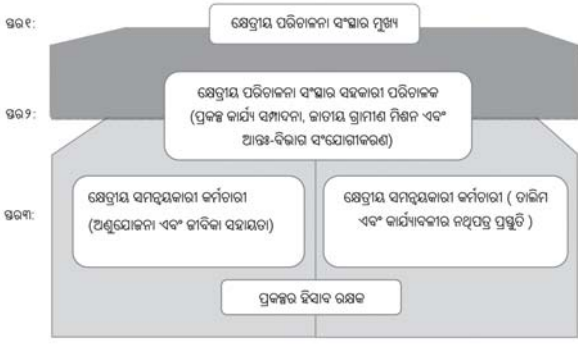 ସ୍ତର୧:
କ୍ଷେତ୍ରୀୟ ପରିଚାଳନା ସଂସ୍ଥାର ମୁଖ୍ୟ
ସ୍ତର୨:
କ୍ଷେତ୍ରୀୟ ପରିଚାଳନା ସଂସ୍ଥାର ସହକାରୀ ପରିଚାଳକ
(ପ୍ରକଳ୍ପ କାର୍ଯ୍ୟ ସମ୍ପାଦନା, ଜାତୀୟ ଗ୍ରାମୀଣ ମିଶନ ଏବଂ
ଆନ୍ତଃ-ବିଭାଗ ସଂଯୋଗୀକରଣ)
ସ୍ତର୩:
କ୍ଷେତ୍ରୀୟ ସମନ୍ୱୟକାରୀ କର୍ମଚାରୀ
(ଅଣୁଯୋଜନା ଏବଂ ଜୀବିକା ସହାୟତା)
କ୍ଷେତ୍ରୀୟ ସମନ୍ୱୟକାରୀ କର୍ମଚାରୀ ( ତାଲିମ
ଏବଂ କାର୍ଯ୍ୟାବଳୀର ନଥିପତ୍ର ପ୍ରସ୍ତୁତି )
ପ୍ରକଳ୍ପର ହିସାବ ରକ୍ଷକ